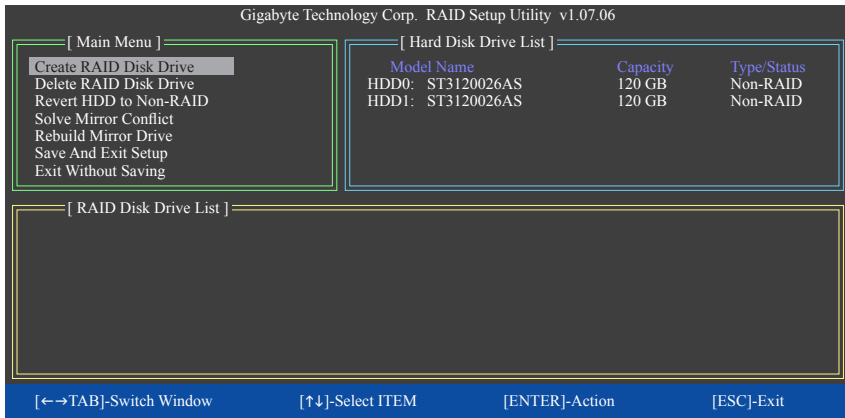 Gigabyte Technology Corp. RAID Setup Utility v1.07.06
[ Main Menu ]
Create RAID Disk Drive
Delete RAID Disk Drive
Revert HDD to Non-RAID
Solve Mirror Conflict
Rebuild Mirror Drive
Save And Exit Setup
Exit Without Saving
[ Hard Disk Drive List ]
Model Name Capacity Type/Status
HDD0: ST3120026AS 120 GB Non-RAID
HDD1: ST3120026AS 120 GB Non-RAID
[ RAID Disk Drive List ]
[←→TAB]-Switch Window [↑↓]-Select ITEM [ENTER]-Action [ESC]-Exit